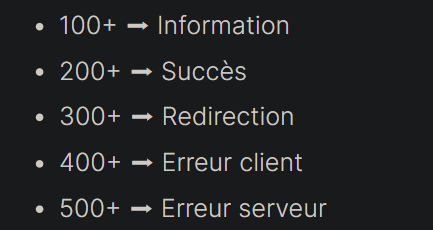 • 100+ ➞ Information
• 200+ ➞ Succès
• 300+ ➞ Redirection
• 400+ ➞ Erreur client
• 500+ ➞ Erreur serveur